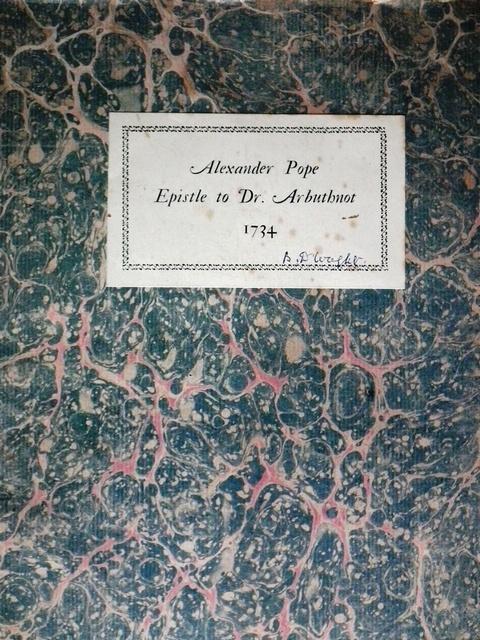 Alexander Pope
Epistle to Dr. Arbuthnot
1734